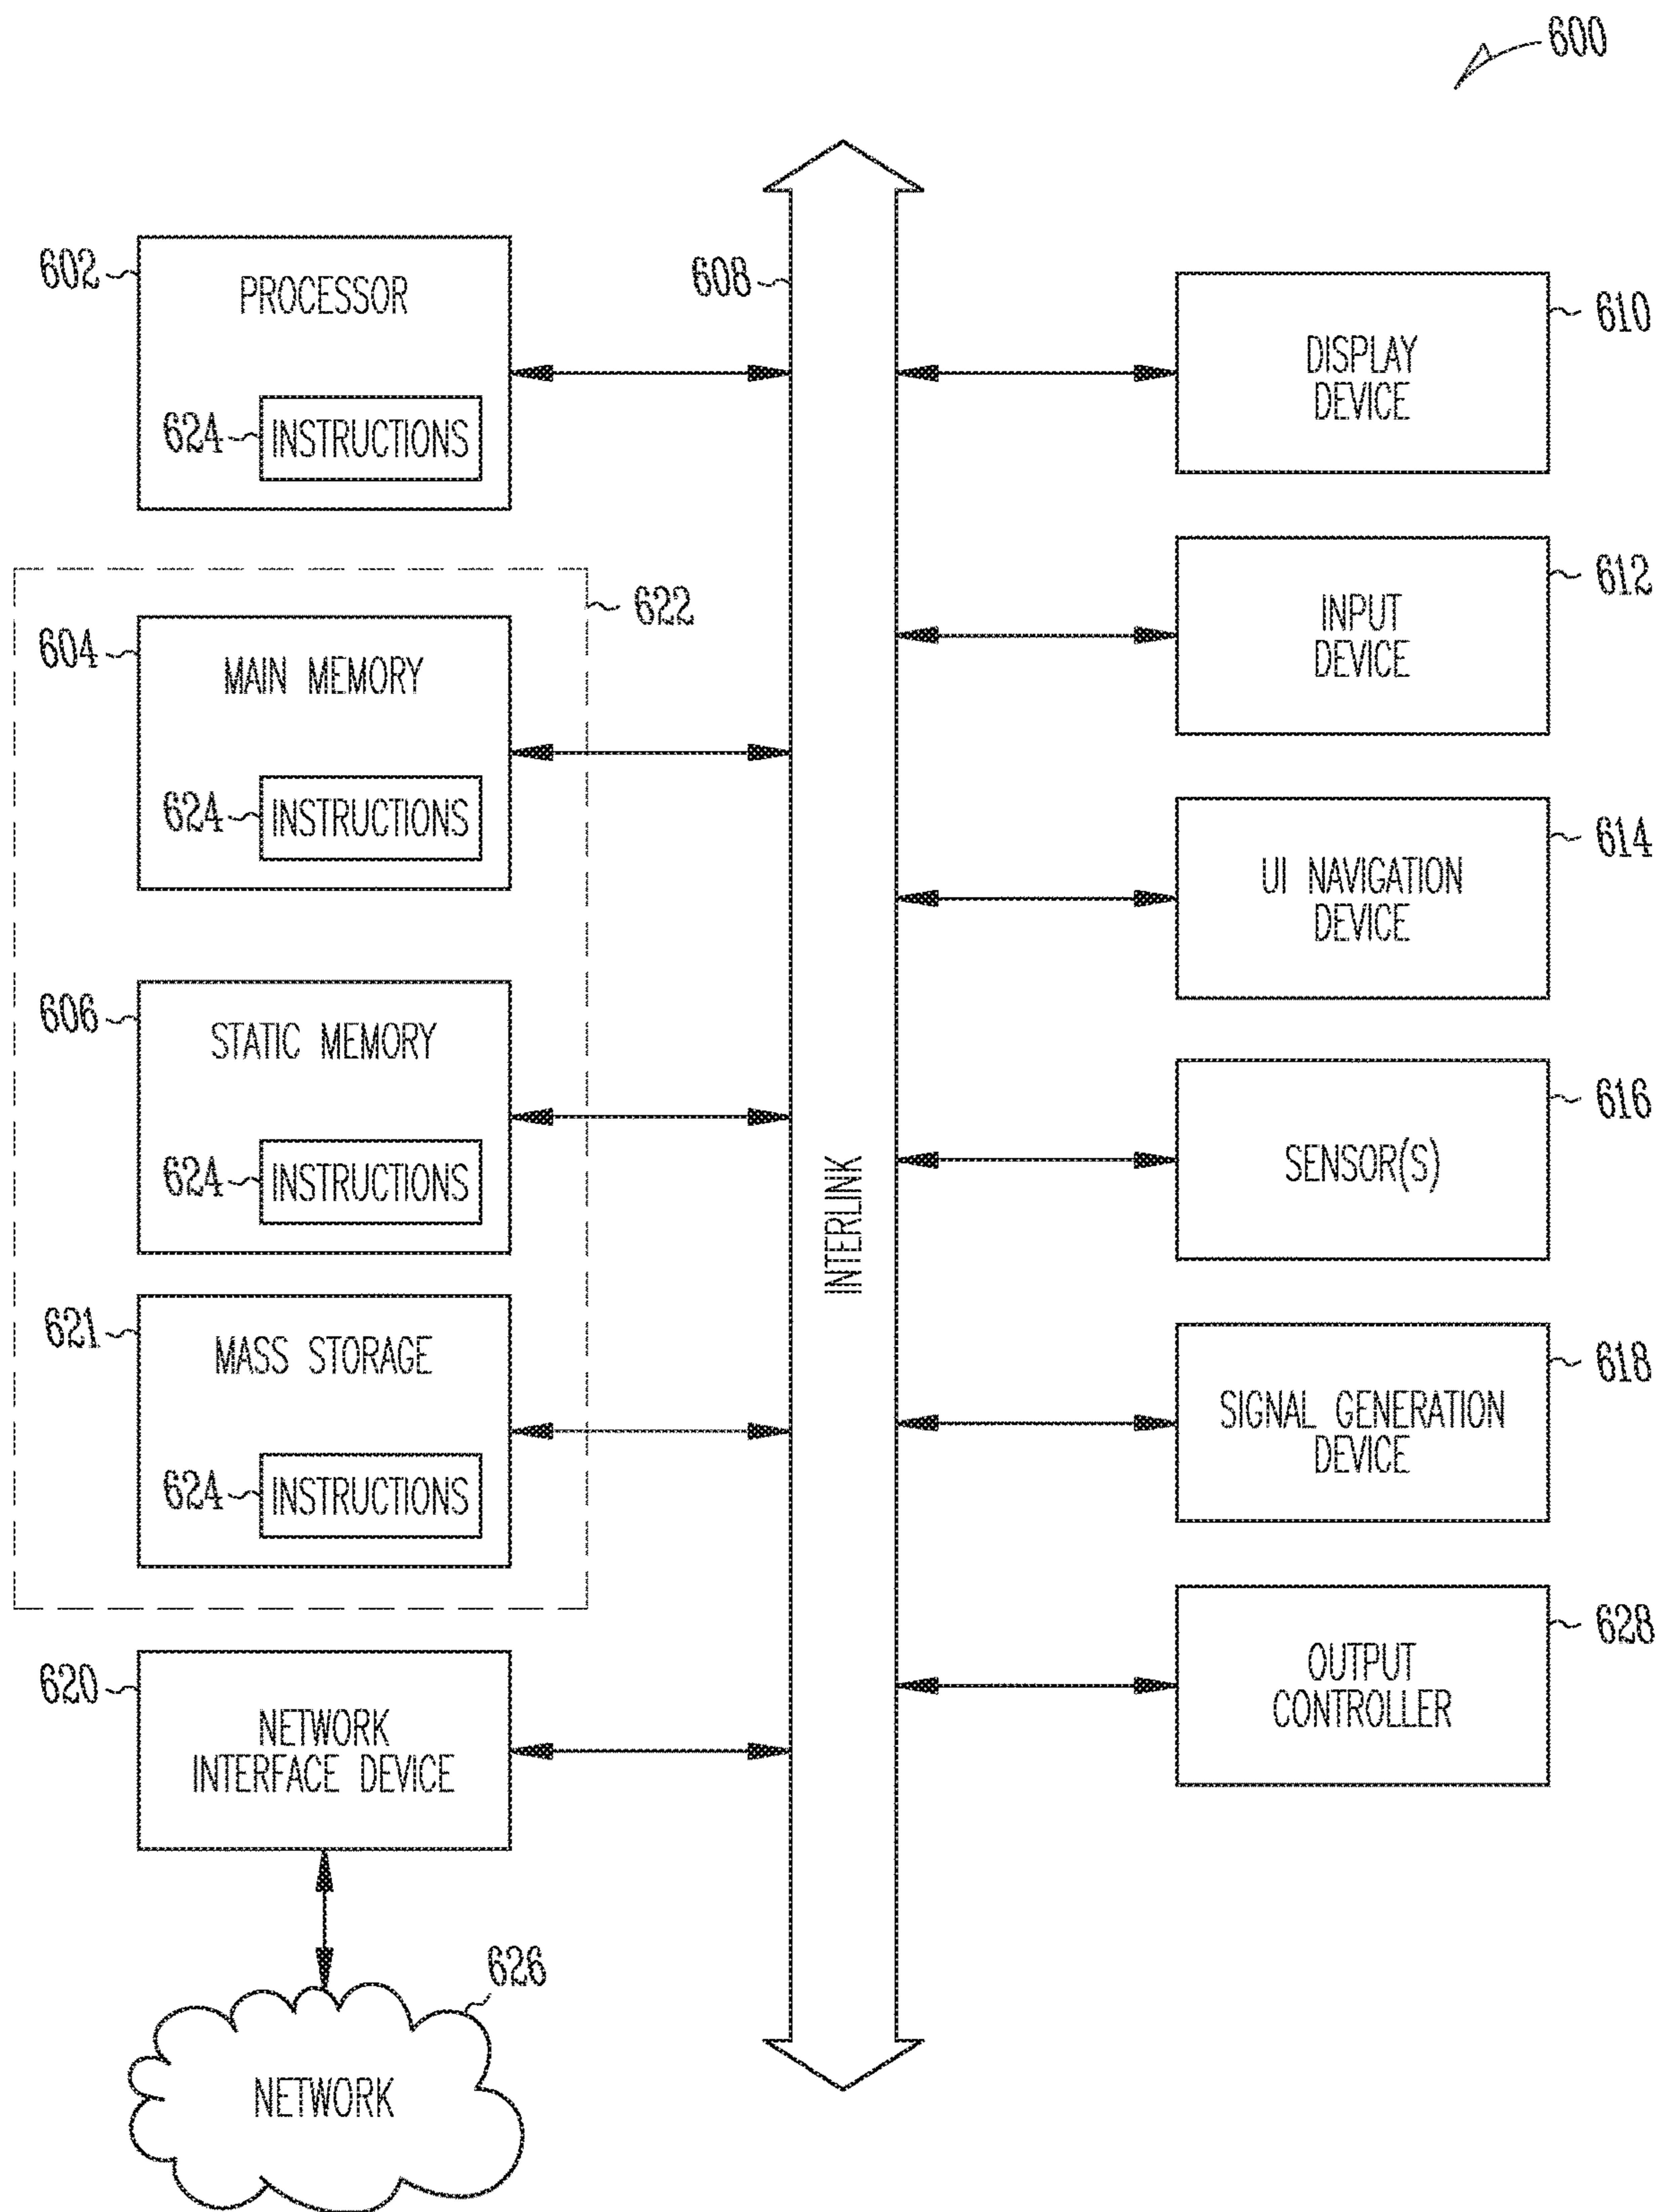 600
602
PROCESSOR
624
INSTRUCTIONS
622
604
MAIN MEMORY
624
INSTRUCTIONS
606
STATIC MEMORY
624
INSTRUCTIONS
621
MASS STORAGE
624
INSTRUCTIONS
620
NETWORK
INTERFACE DEVICE
626
NETWORK
608
INTERLINK
610
DISPLAY
DEVICE
612
INPUT
DEVICE
614
UI NAVIGATION
DEVICE
616
SENSOR(S)
618
SIGNAL GENERATION
DEVICE
628
OUTPUT
CONTROLLER